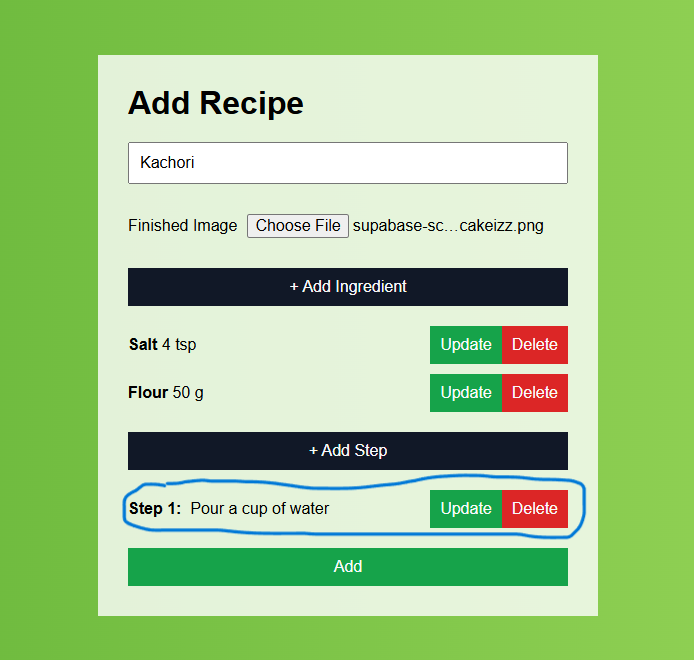 Add Recipe
Kachori
Finished Image Choose File supabase-sc...cakeizz.png
+ Add Ingredient
Salt 4 tsp Update Delete
Flour 50 g Update Delete
+ Add Step
Step 1: Pour a cup of water Update Delete
Add